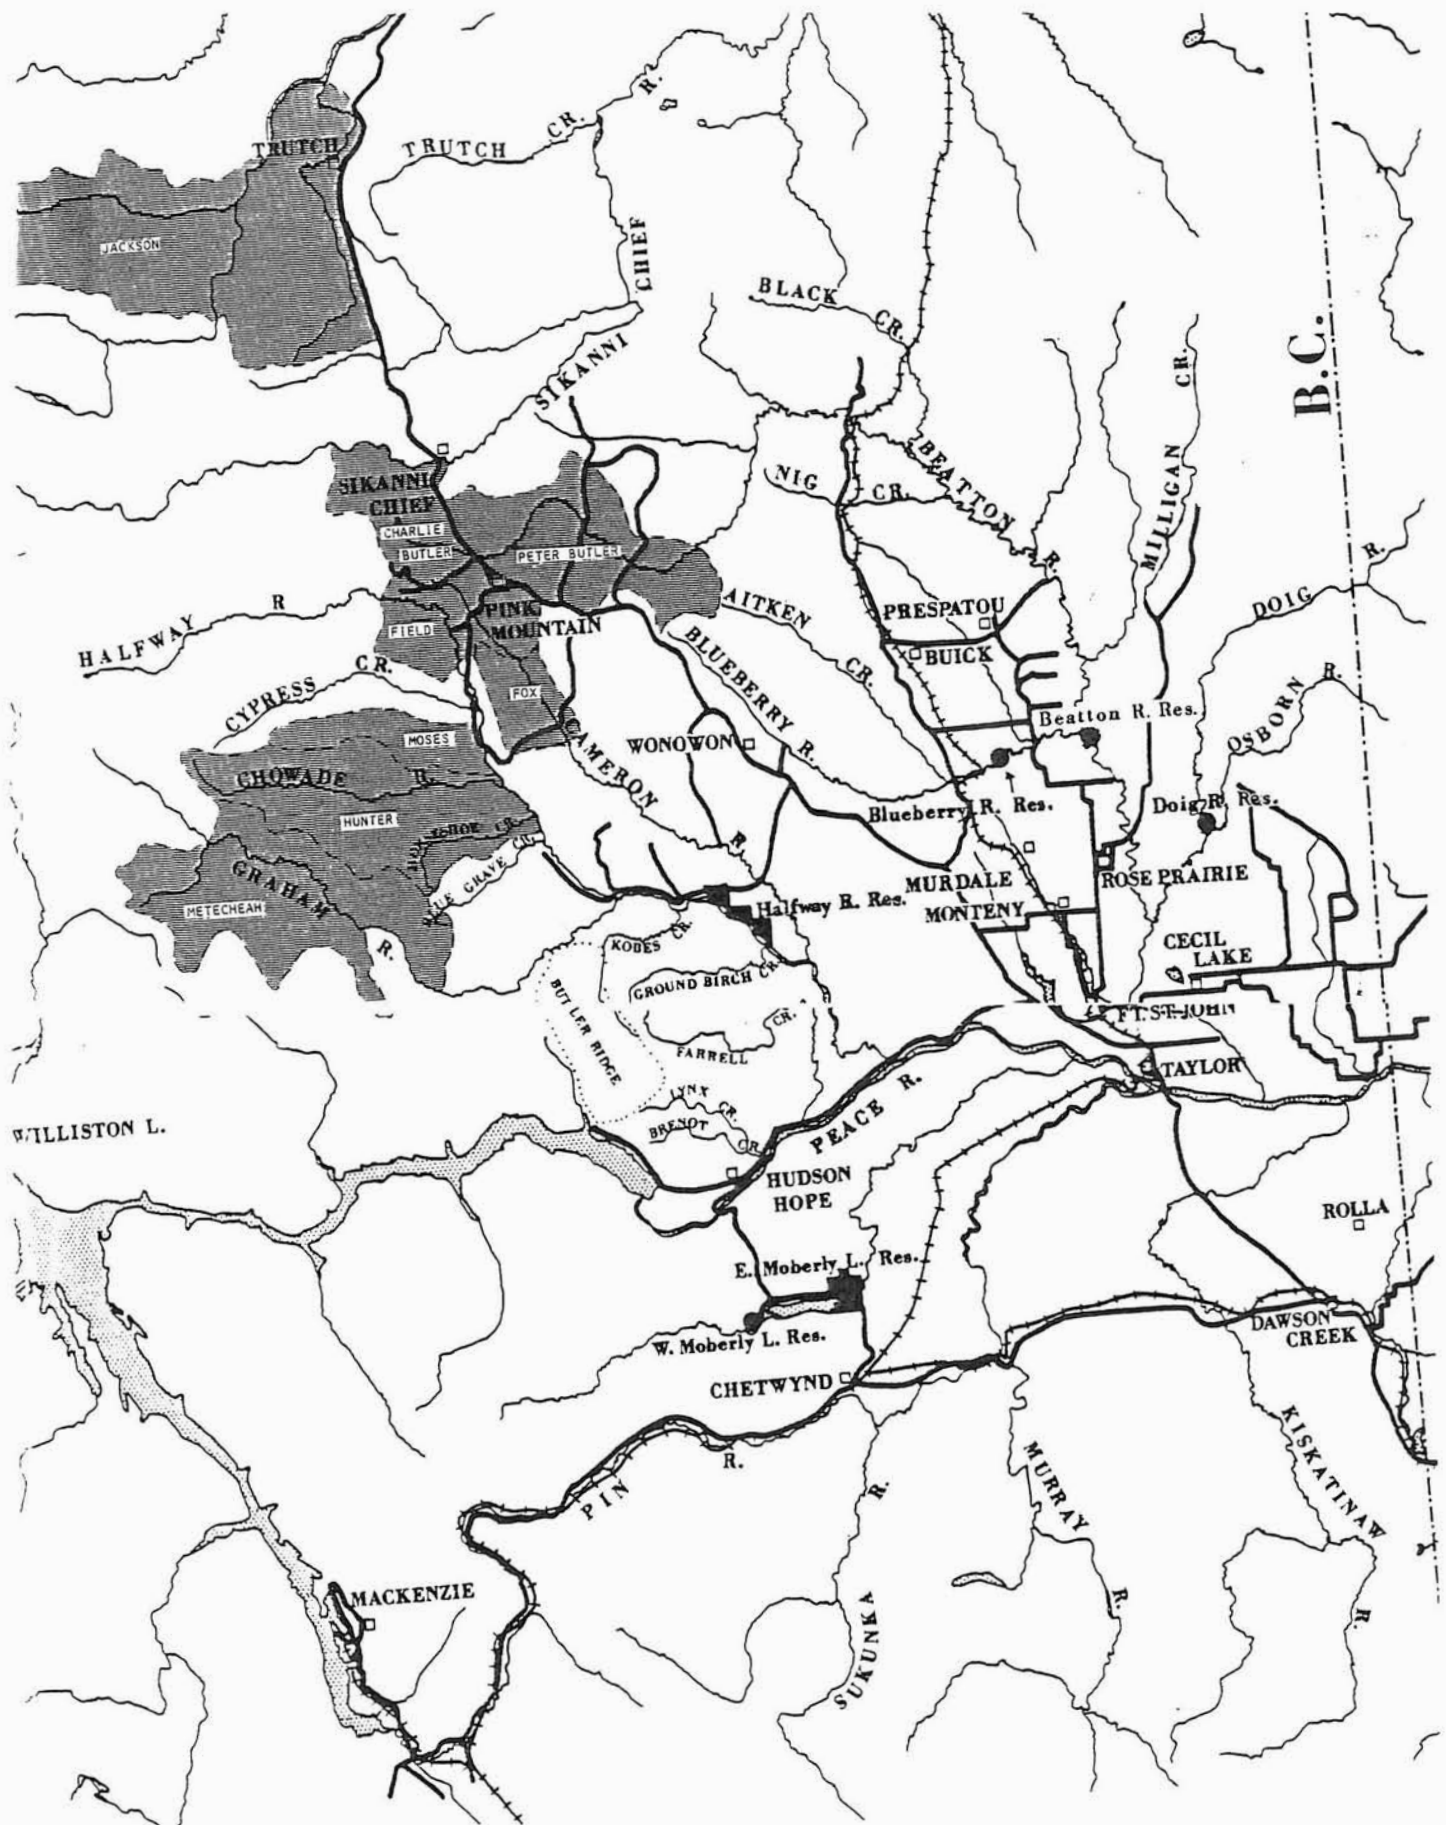 TRUTCH
TRUTCH CR.
R.
JACKSON
CHIEF
BLACK CR.
B.C.
CR.
SIKANNI
SIKANNI
CHIEF
CHARLIE
BUTLER
PETER BUTLER
NIG CR.
BEATTON
R.
MILLIGAN
HALFWAY R
PINK
MOUNTAIN
FIELD
AITKEN
CR.
PRESPATOU
BUICK
DOIG
R.
CYPRESS CR.
FOX
BLUEBERRY
R.
Beatton R. Res.
OSBORN R.
MOSES
WONOWON
CAMERON
R.
CHOWADE R.
HUNTER
CR.
Blueberry R. Res.
Doig R. Res.
GRAHAM
R.
METECHEAH
BLUE GRAVE CR.
Halfway R. Res.
MURDALE
MONTENY
ROSE PRAIRIE
CECIL
LAKE
KOBES CR.
GROUND BIRCH CR.
BUTLER RIDGE
FARRELL
CR.
FT. ST. JOHN
TAYLOR
LYNX CR.
BRENOT CR.
PEACE R.
WILLISTON L.
HUDSON
HOPE
ROLLA
E. Moberly L. Res.
W. Moberly L. Res.
DAWSON
CREEK
CHETWYND
PIN
R.
R.
MURRAY
R.
KISKATINAW
R.
SUKUNKA
MACKENZIE